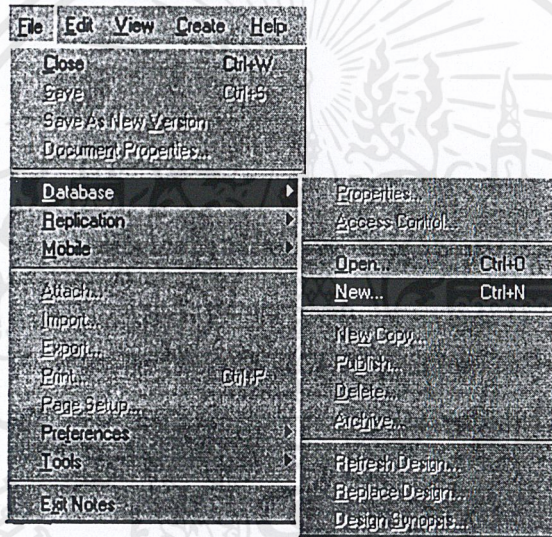 File Edit View Create Help
Close Ctrl+W
Save Ctrl+S
Save As New Version
Document Properties...
Database
Replication
Mobile
Attach...
Import...
Export...
Print... Ctrl+P
Page Setup...
Preferences
Tools
Exit Notes
Properties...
Access Control...
Open... Ctrl+O
New... Ctrl+N
New Copy...
Publish...
Delete...
Archive...
Refresh Design...
Replace Design...
Design Synopsis...